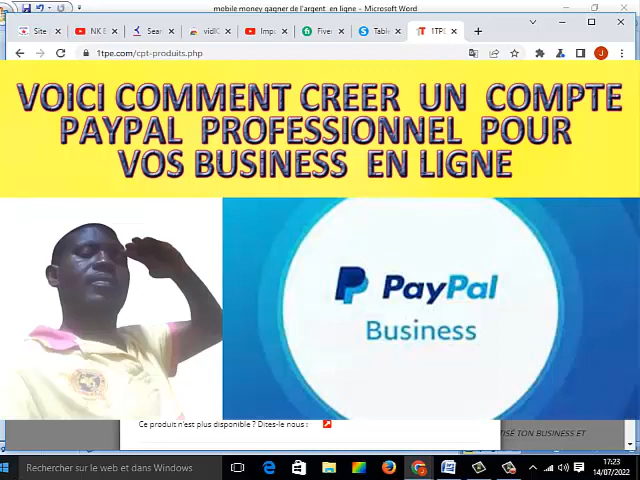 mobile money gagner de l'argent en ligne - Microsoft Word
Site
NK E
Sear
vidIC
Impo
Fiver
Table
1TPE
1tpe.com/cpt-produits.php
J
VOICI COMMENT CREER UN COMPTE
PAYPAL PROFESSIONNEL POUR
VOS BUSINESS EN LIGNE
PayPal
Business
Ce produit n'est plus disponible ? Dites-le nous :
TON BUSINESS ET
Rechercher sur le web et dans Windows
17:23
14/07/2022